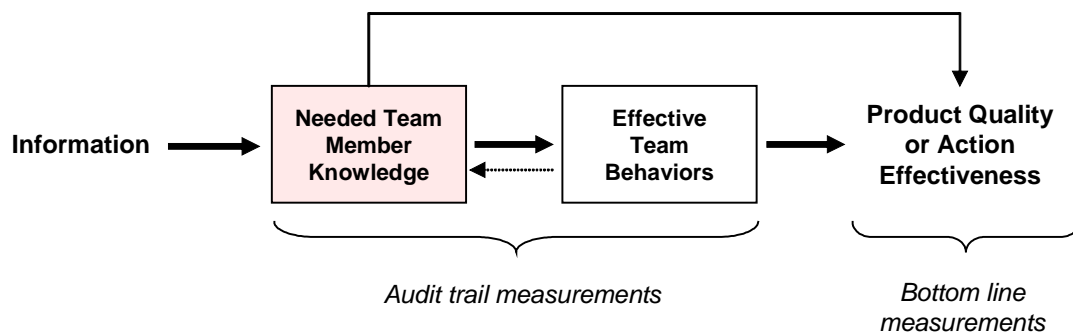 Information
Needed Team
Member
Knowledge
Effective
Team
Behaviors
Product Quality
or Action
Effectiveness
Audit trail measurements
Bottom line
measurements